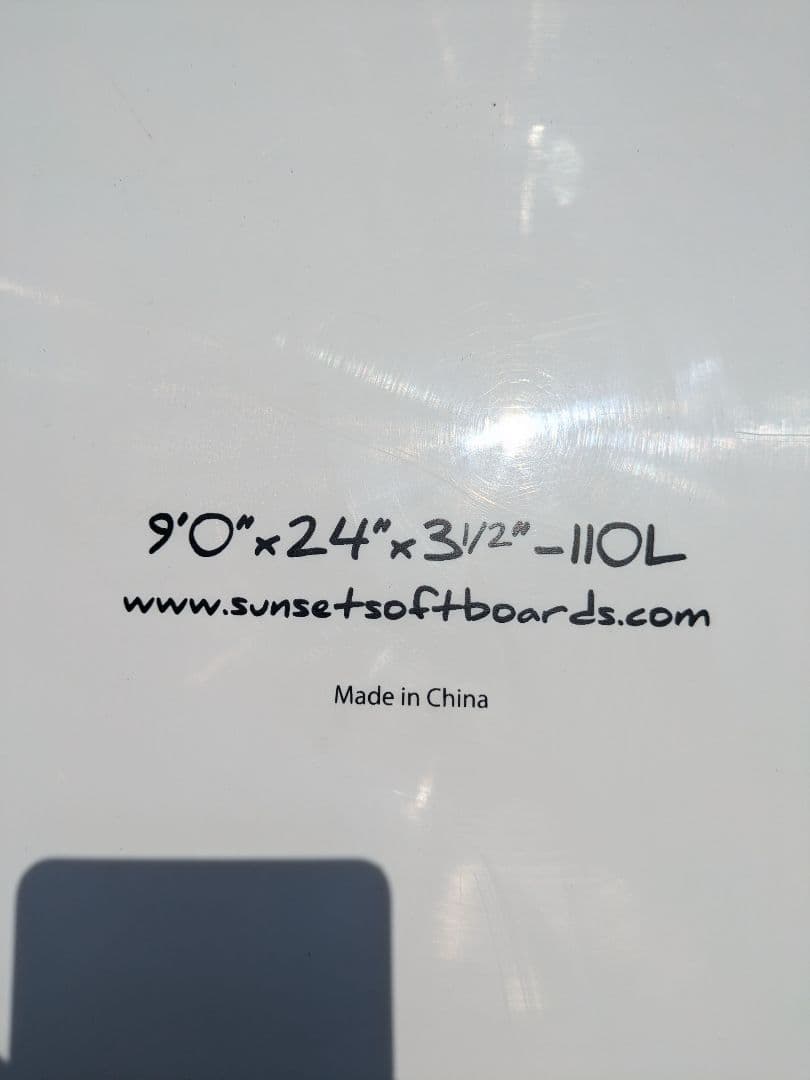 9'0"x24"x31/2"-110L
www.sunsetsoftboards.com
Made in China